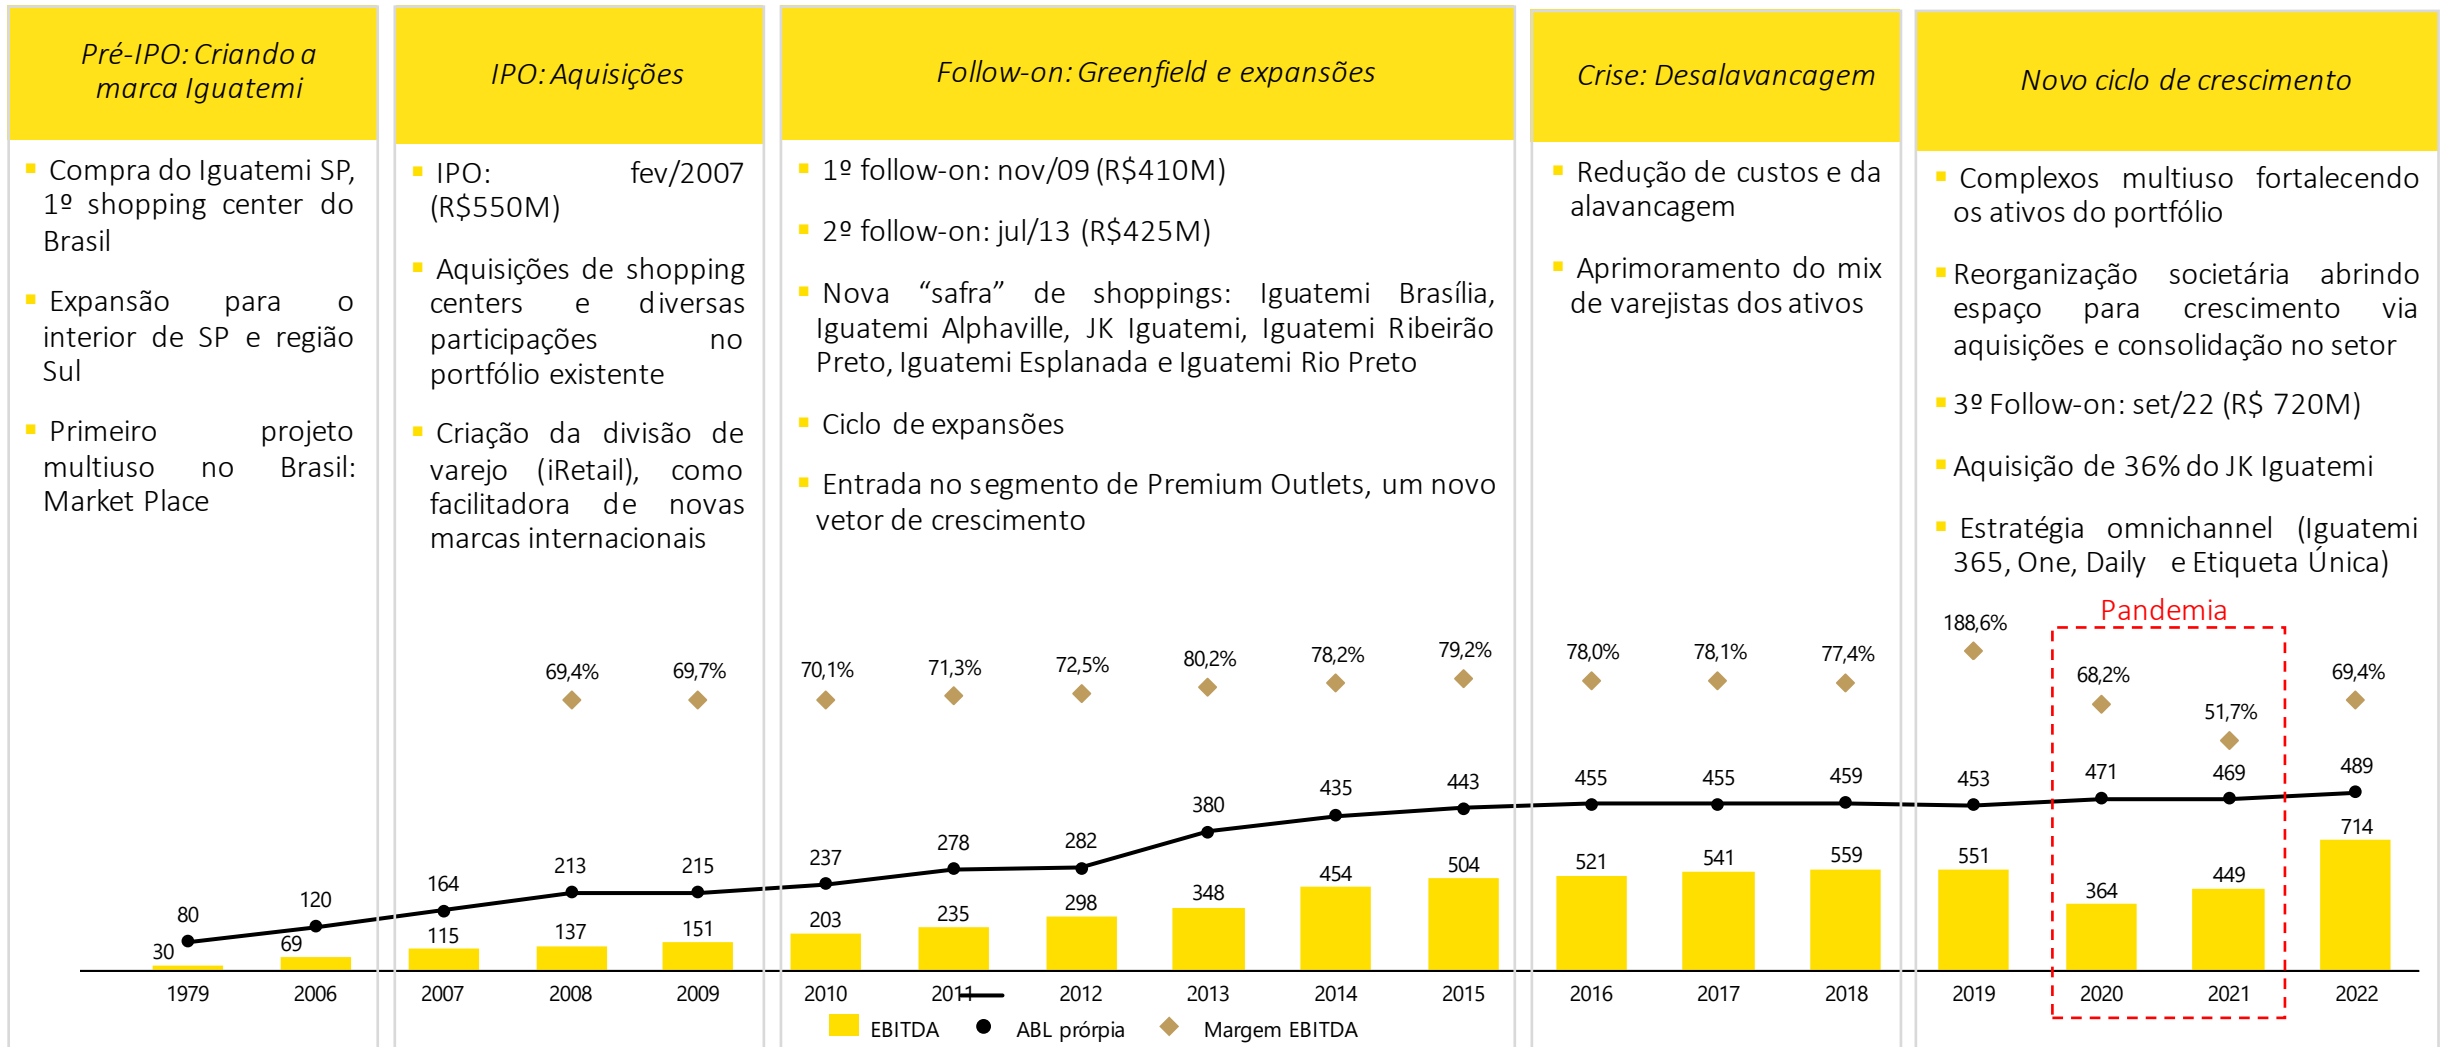 Pré-IPO: Criando a
marca Iguatemi
▪ Compra do Iguatemi SP,
1º shopping center do
Brasil
▪ Expansão para o
interior de SP e região
Sul
▪ Primeiro projeto
multiuso no Brasil:
Market Place
IPO: Aquisições
▪ IPO: fev/2007
(R$550M)
▪ Aquisições de shopping
centers e diversas
participações no
portfólio existente
▪ Criação da divisão de
varejo (iRetail), como
facilitadora de novas
marcas internacionais
Follow-on: Greenfield e expansões
▪ 1º follow-on: nov/09 (R$410M)
▪ 2º follow-on: jul/13 (R$425M)
▪ Nova “safra” de shoppings: Iguatemi Brasília,
Iguatemi Alphaville, JK Iguatemi, Iguatemi Ribeirão
Preto, Iguatemi Esplanada e Iguatemi Rio Preto
▪ Ciclo de expansões
▪ Entrada no segmento de Premium Outlets, um novo
vetor de crescimento
Crise: Desalavancagem
▪ Redução de custos e da
alavancagem
▪ Aprimoramento do mix
de varejistas dos ativos
Novo ciclo de crescimento
▪ Complexos multiuso fortalecendo
os ativos do portfólio
▪ Reorganização societária abrindo
espaço para crescimento via
aquisições e consolidação no setor
▪ 3º Follow-on: set/22 (R$ 720M)
▪ Aquisição de 36% do JK Iguatemi
▪ Estratégia omnichannel (Iguatemi
365, One, Daily e Etiqueta Única)
Pandemia
69,4% 69,7% 70,1% 71,3% 72,5% 80,2% 78,2% 79,2% 78,0% 78,1% 77,4% 188,6% 68,2% 51,7% 69,4%
80 120 164 213 215 237 278 282 380 435 443 455 455 459 453 471 469 489
30 69 115 137 151 203 235 298 348 454 504 521 541 559 551 364 449 714
1979 2006 2007 2008 2009 2010 2011 2012 2013 2014 2015 2016 2017 2018 2019 2020 2021 2022
EBITDA ABL prórpia Margem EBITDA